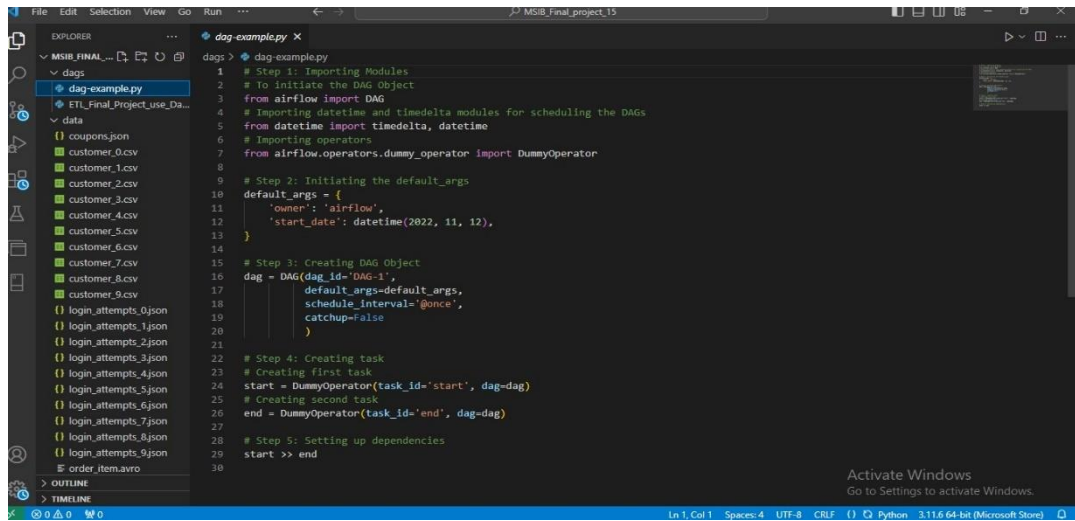 File Edit Selection View Go Run ··· ← → MSIB_Final_project_15
EXPLORER ···
MSIB_FINAL_...
dags
dag-example.py
ETL_Final_Project_use_Da...
data
{} coupons.json
customer_0.csv
customer_1.csv
customer_2.csv
customer_3.csv
customer_4.csv
customer_5.csv
customer_6.csv
customer_7.csv
customer_8.csv
customer_9.csv
{} login_attempts_0.json
{} login_attempts_1.json
{} login_attempts_2.json
{} login_attempts_3.json
{} login_attempts_4.json
{} login_attempts_5.json
{} login_attempts_6.json
{} login_attempts_7.json
{} login_attempts_8.json
{} login_attempts_9.json
order_item.avro
> OUTLINE
> TIMELINE
dag-example.py ×
dags > dag-example.py
1 # Step 1: Importing Modules
2 # To initiate the DAG Object
3 from airflow import DAG
4 # Importing datetime and timedelta modules for scheduling the DAGs
5 from datetime import timedelta, datetime
6 # Importing operators
7 from airflow.operators.dummy_operator import DummyOperator
8
9 # Step 2: Initiating the default_args
10 default_args = {
11 'owner': 'airflow',
12 'start_date': datetime(2022, 11, 12),
13 }
14
15 # Step 3: Creating DAG Object
16 dag = DAG(dag_id='DAG-1',
17 default_args=default_args,
18 schedule_interval='@once',
19 catchup=False
20 )
21
22 # Step 4: Creating task
23 # Creating first task
24 start = DummyOperator(task_id='start', dag=dag)
25 # Creating second task
26 end = DummyOperator(task_id='end', dag=dag)
27
28 # Step 5: Setting up dependencies
29 start >> end
30
Activate Windows
Go to Settings to activate Windows.
0 0 0 Ln 1, Col 1 Spaces: 4 UTF-8 CRLF {} Python 3.11.6 64-bit (Microsoft Store)